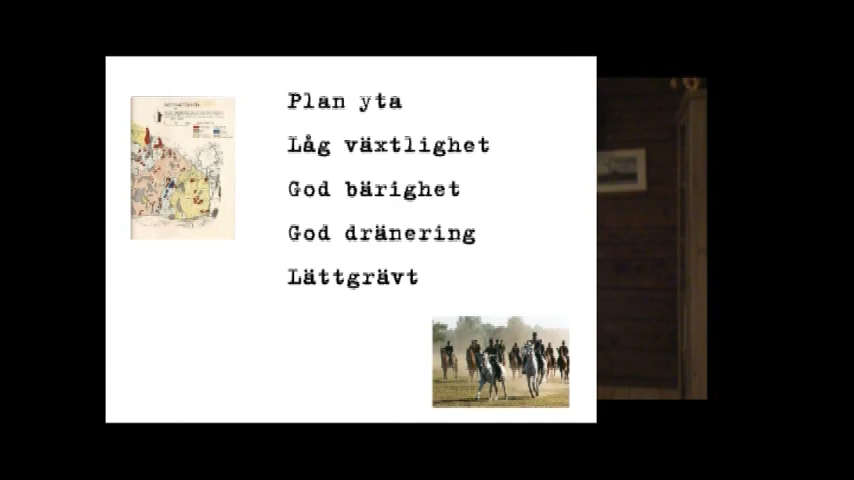 Plan yta
Låg växtlighet
God bärighet
God dränering
Lättgrävt